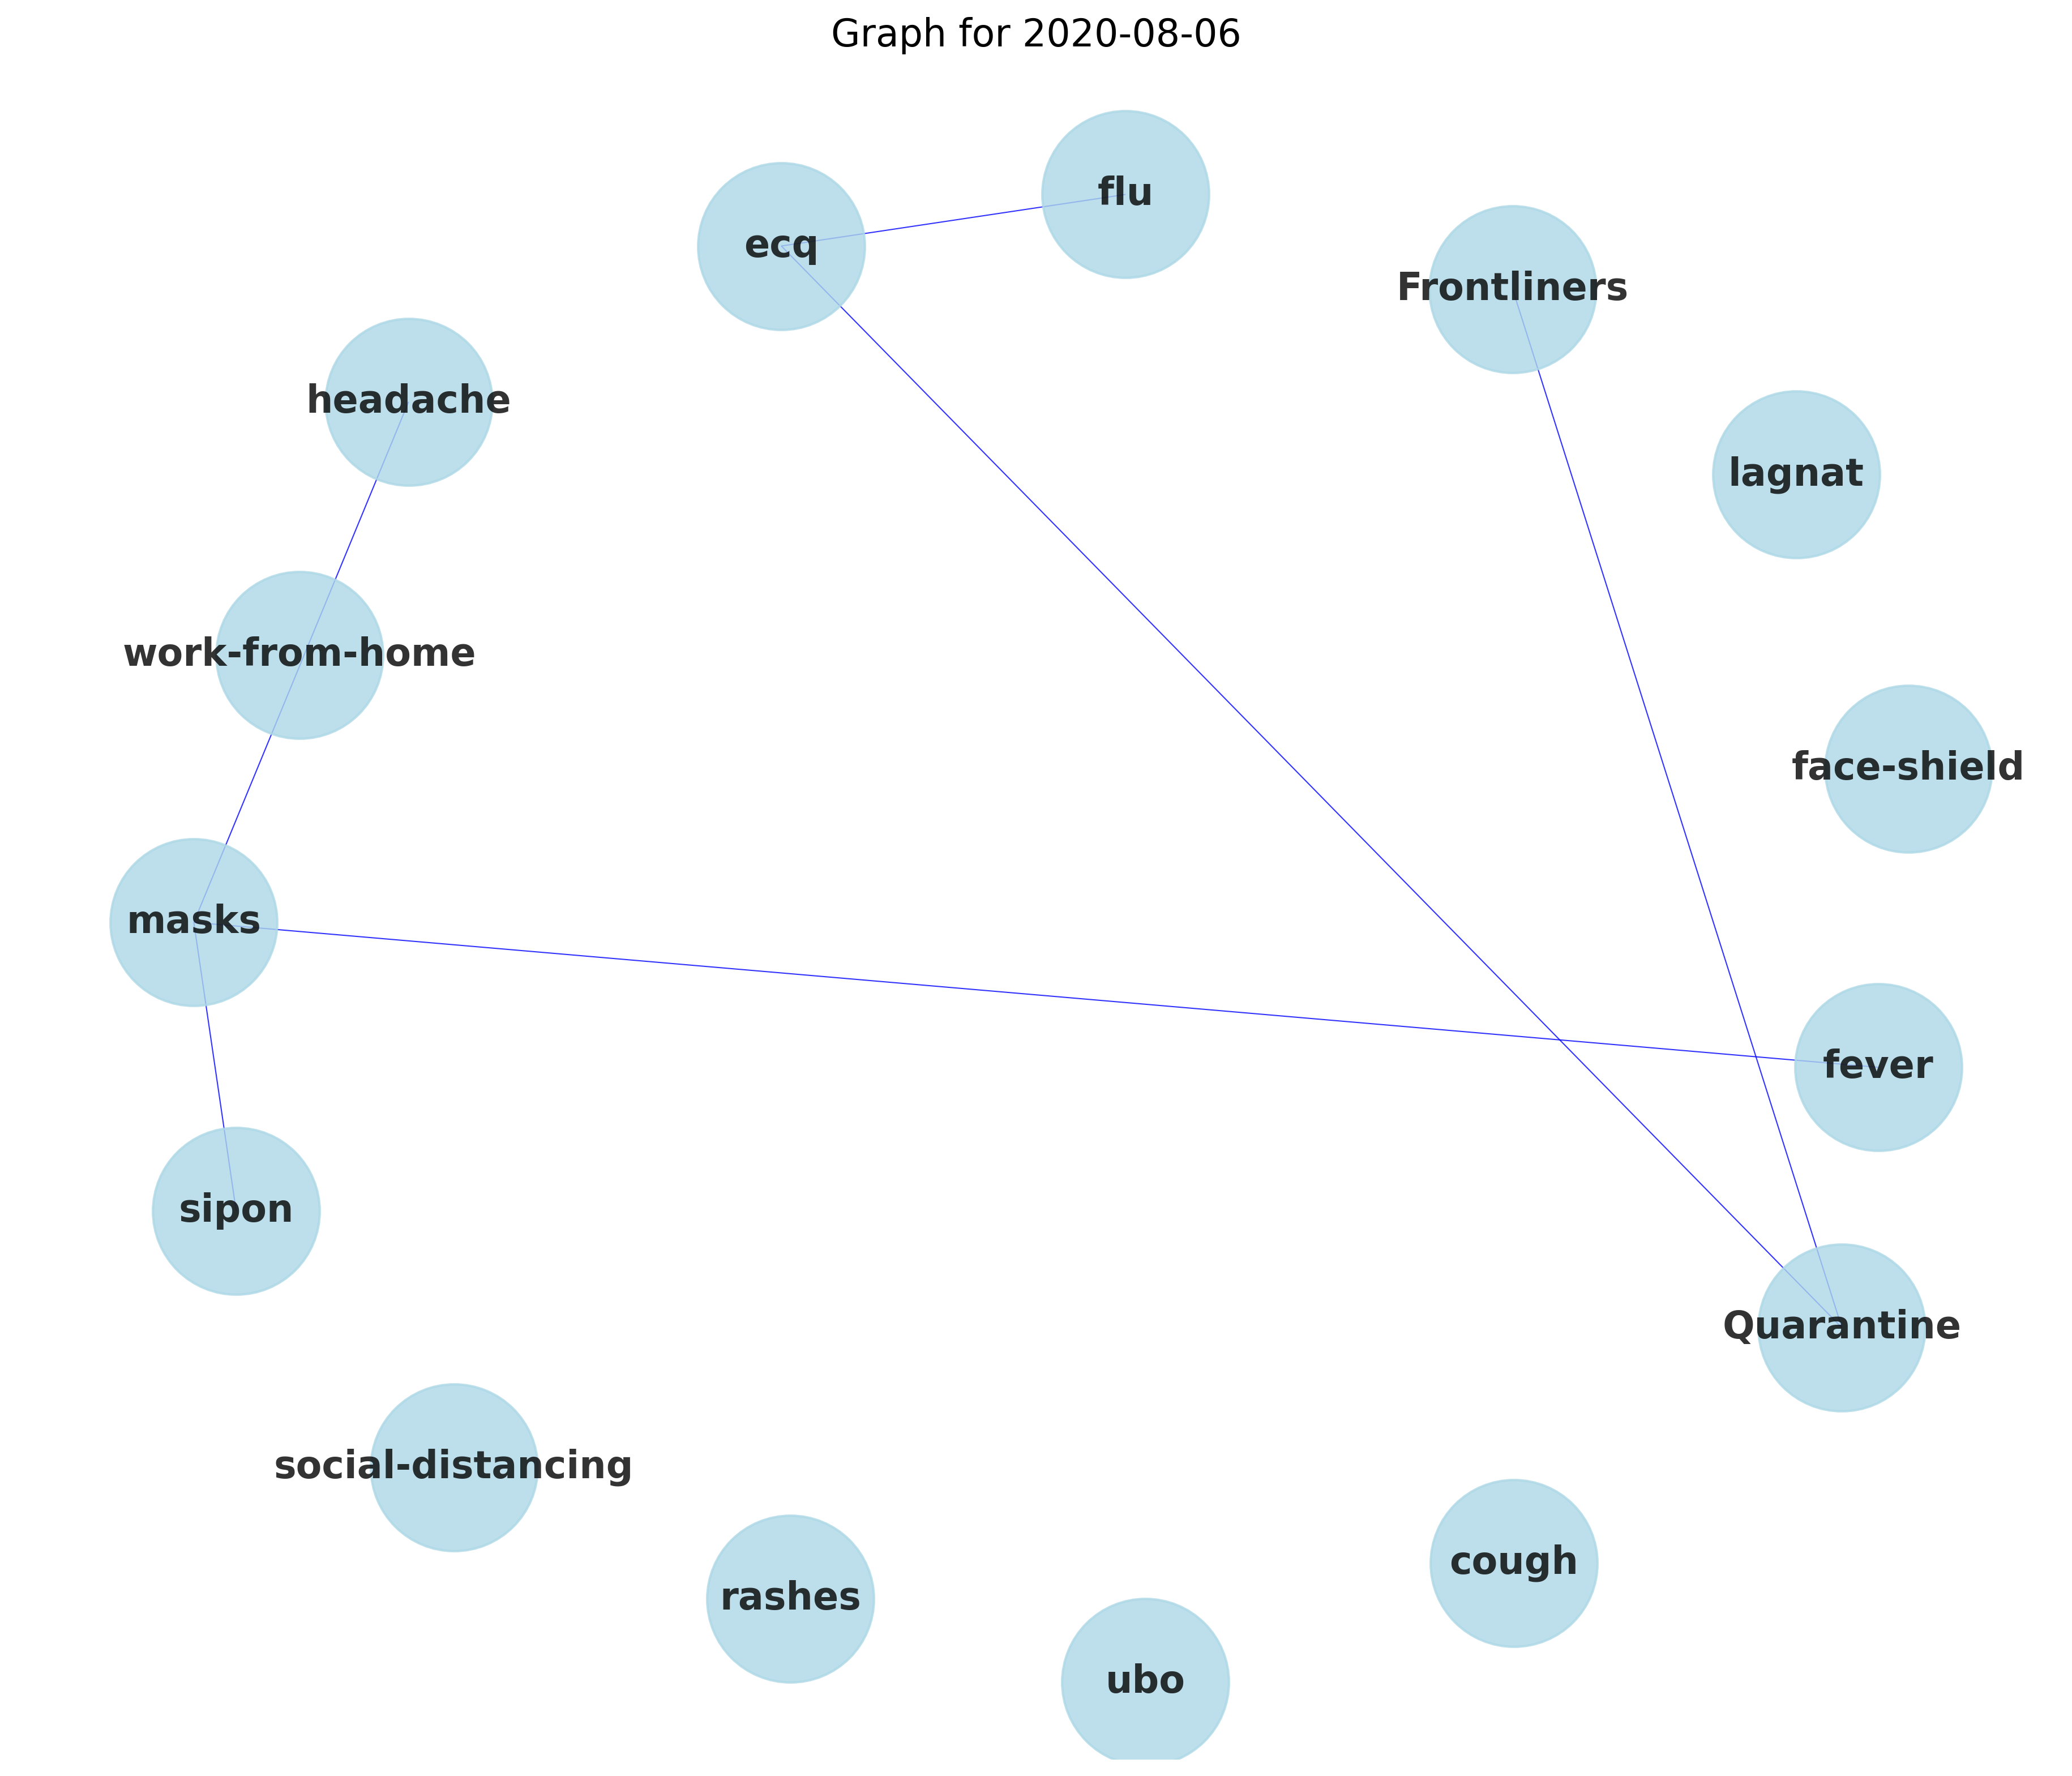 Graph for 2020-08-06
flu
ecq
Frontliners
headache
lagnat
work-from-home
face-shield
masks
fever
sipon
Quarantine
social-distancing
cough
rashes
ubo